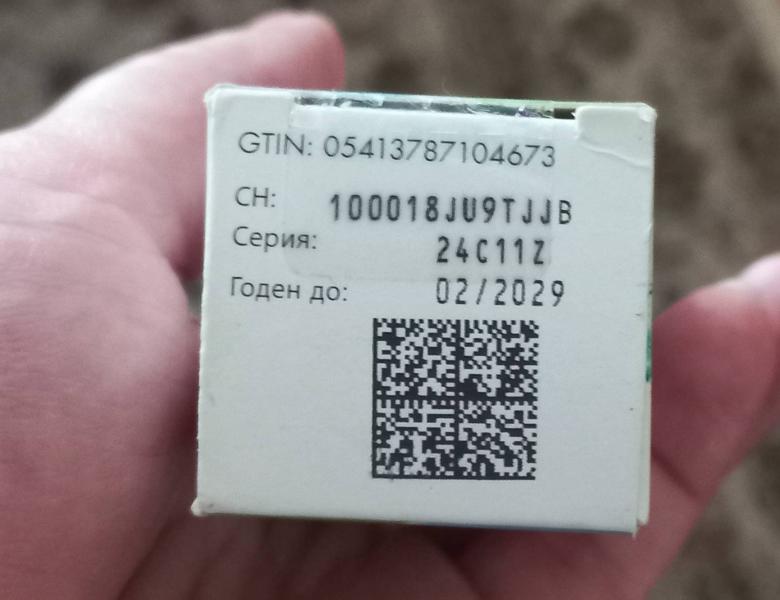 GTIN: 05413787104673
СН: 100018JU9TJJB
Серия: 24C11Z
Годен до: 02/2029